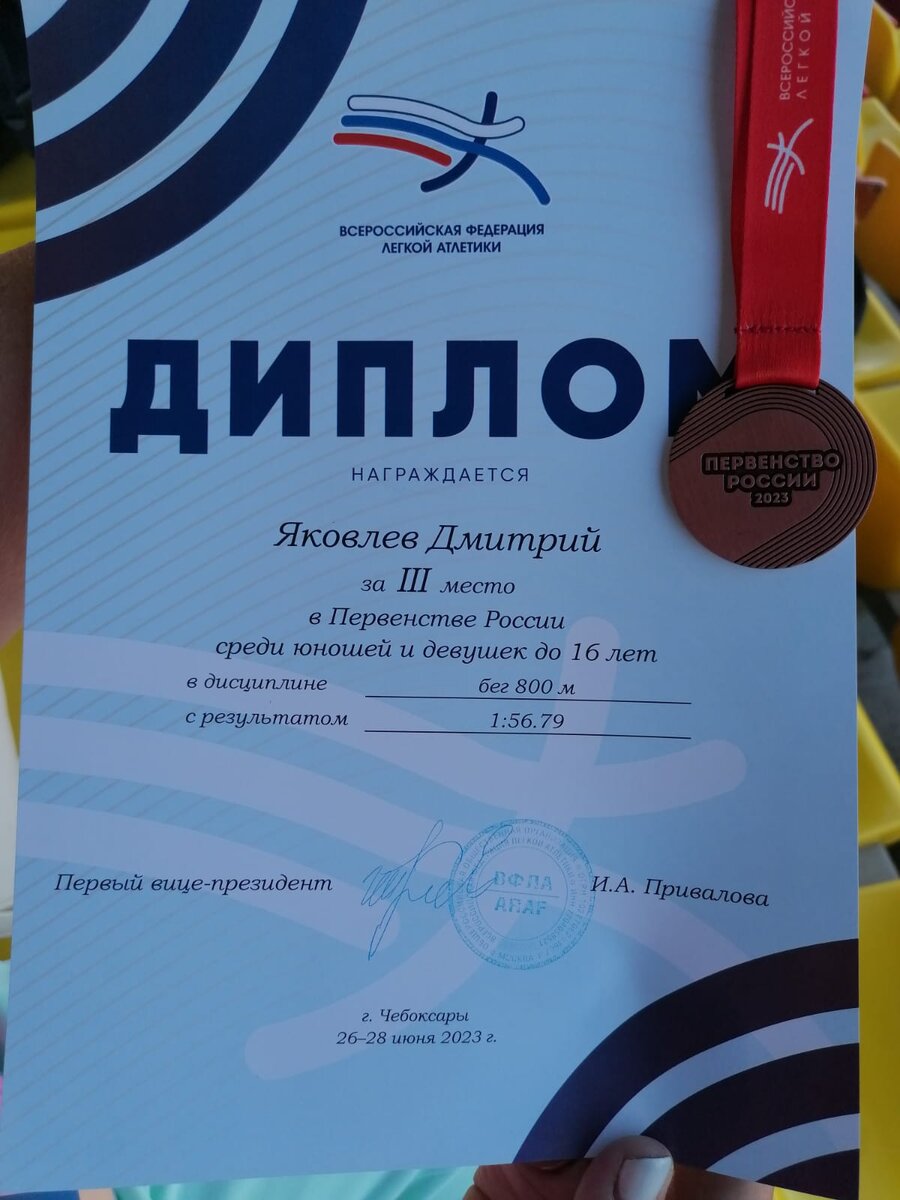 ВСЕРОССИЙСКАЯ ФЕДЕРАЦИЯ
ЛЕГКОЙ АТЛЕТИКИ
ВСЕРОССИЙС
ЛЕГКОЙ
ДИПЛОМ
НАГРАЖДАЕТСЯ
ПЕРВЕНСТВО
РОССИИ
2023
Яковлев Дмитрий
за III место
в Первенстве России
среди юношей и девушек до 16 лет
в дисциплине бег 800 м
с результатом 1:56.79
Первый вице-президент И.А. Привалова
ВФЛА
ARAF
г. Чебоксары
26–28 июня 2023 г.